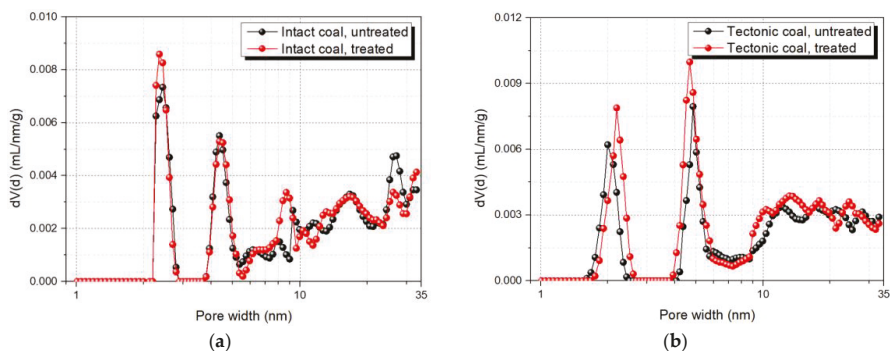 0.010
0.008
0.006
0.004
0.002
0.000
dV(d) (mL/nm/g)
Intact coal, untreated
Intact coal, treated
1
10
35
Pore width (nm)
(a)
0.012
0.009
0.006
0.003
0.000
dV(d) (mL/nm/g)
Tectonic coal, untreated
Tectonic coal, treated
1
10
35
Pore width (nm)
(b)